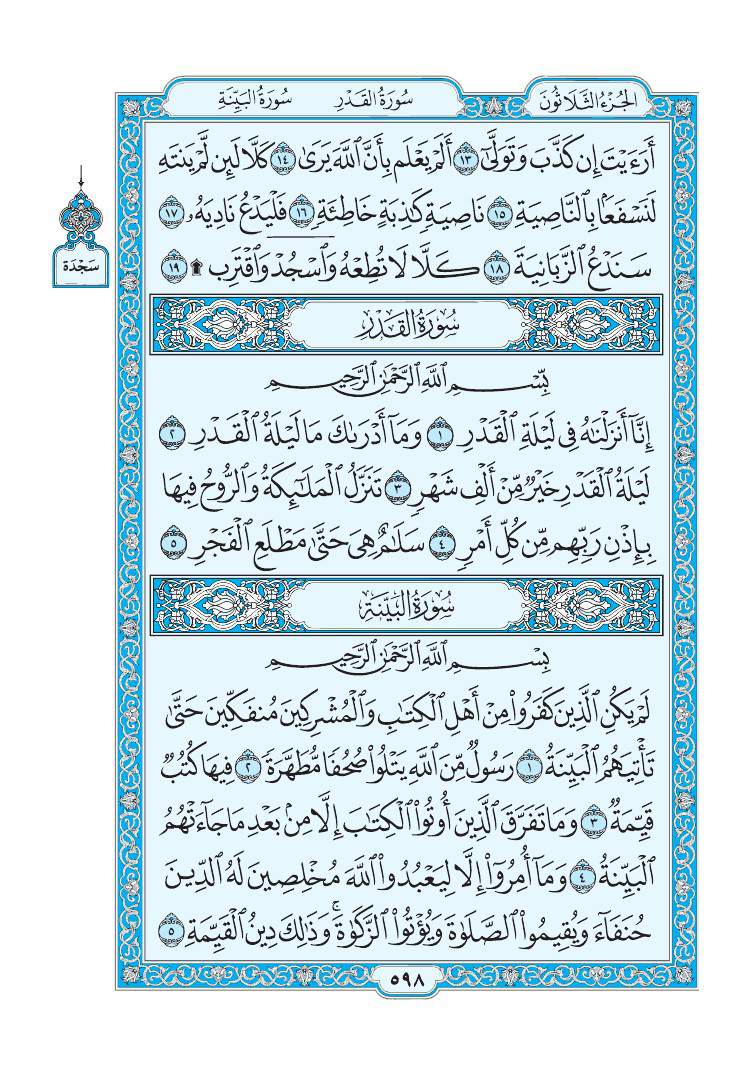 الجُزْءُ الثَّلَاثُونَ سُورَةُ القَدْرِ سُورَةُ البَيِّنَةِ
أَرَءَيْتَ إِن كَذَّبَ وَتَوَلَّىٰٓ ١٣ أَلَمْ يَعْلَم بِأَنَّ ٱللَّهَ يَرَىٰ ١٤ كَلَّا لَئِن لَّمْ يَنتَهِ
لَنَسْفَعَۢا بِٱلنَّاصِيَةِ ١٥ نَاصِيَةٍ كَٰذِبَةٍ خَاطِئَةٍ ١٦ فَلْيَدْعُ نَادِيَهُۥ ١٧
سَنَدْعُ ٱلزَّبَانِيَةَ ١٨ كَلَّا لَا تُطِعْهُ وَٱسْجُدْ وَٱقْتَرِب ۩ ١٩
سَجْدَة
سُورَةُ القَدْرِ
بِسْمِ ٱللَّهِ ٱلرَّحْمَٰنِ ٱلرَّحِيمِ
إِنَّآ أَنزَلْنَٰهُ فِى لَيْلَةِ ٱلْقَدْرِ ١ وَمَآ أَدْرَىٰكَ مَا لَيْلَةُ ٱلْقَدْرِ ٢
لَيْلَةُ ٱلْقَدْرِ خَيْرٌ مِّنْ أَلْفِ شَهْرٍ ٣ تَنَزَّلُ ٱلْمَلَٰٓئِكَةُ وَٱلرُّوحُ فِيهَا
بِإِذْنِ رَبِّهِم مِّن كُلِّ أَمْرٍ ٤ سَلَٰمٌ هِىَ حَتَّىٰ مَطْلَعِ ٱلْفَجْرِ ٥
سُورَةُ البَيِّنَةِ
بِسْمِ ٱللَّهِ ٱلرَّحْمَٰنِ ٱلرَّحِيمِ
لَمْ يَكُنِ ٱلَّذِينَ كَفَرُوا۟ مِنْ أَهْلِ ٱلْكِتَٰبِ وَٱلْمُشْرِكِينَ مُنفَكِّينَ حَتَّىٰ
تَأْتِيَهُمُ ٱلْبَيِّنَةُ ١ رَسُولٌ مِّنَ ٱللَّهِ يَتْلُوا۟ صُحُفًا مُّطَهَّرَةً ٢ فِيهَا كُتُبٌ
قَيِّمَةٌ ٣ وَمَا تَفَرَّقَ ٱلَّذِينَ أُوتُوا۟ ٱلْكِتَٰبَ إِلَّا مِنۢ بَعْدِ مَا جَآءَتْهُمُ
ٱلْبَيِّنَةُ ٤ وَمَآ أُمِرُوٓا۟ إِلَّا لِيَعْبُدُوا۟ ٱللَّهَ مُخْلِصِينَ لَهُ ٱلدِّينَ
حُنَفَآءَ وَيُقِيمُوا۟ ٱلصَّلَوٰةَ وَيُؤْتُوا۟ ٱلزَّكَوٰةَ ۚ وَذَٰلِكَ دِينُ ٱلْقَيِّمَةِ ٥
٥٩٨